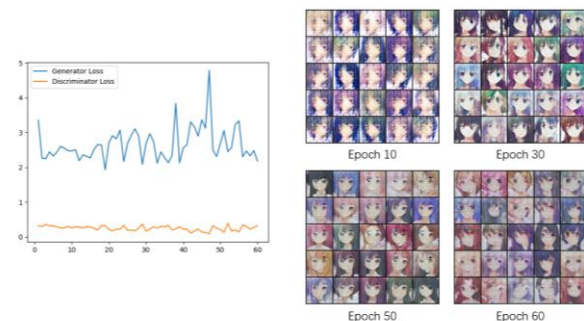 Generator Loss
Discriminator Loss
5
4
3
2
1
0
0 10 20 30 40 50 60
Epoch 10
Epoch 30
Epoch 50
Epoch 60